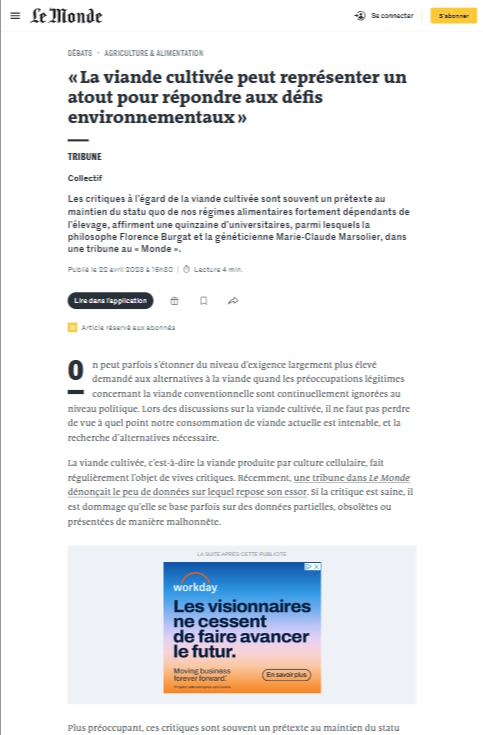 Le Monde
Se connecter
S'abonner
DÉBATS • AGRICULTURE & ALIMENTATION
« La viande cultivée peut représenter un
atout pour répondre aux défis
environnementaux »
TRIBUNE
Collectif
Les critiques à l'égard de la viande cultivée sont souvent un prétexte au
maintien du statu quo de nos régimes alimentaires fortement dépendants de
l'élevage, affirment une quinzaine d'universitaires, parmi lesquels la
philosophe Florence Burgat et la généticienne Marie-Claude Marsolier, dans
une tribune au « Monde ».
Publié le 22 avril 2023 à 16h30 | Lecture 4 min.
Lire dans l'application
Article réservé aux abonnés
On peut parfois s'étonner du niveau d'exigence largement plus élevé
demandé aux alternatives à la viande quand les préoccupations légitimes
concernant la viande conventionnelle sont continuellement ignorées au
niveau politique. Lors des discussions sur la viande cultivée, il ne faut pas perdre
de vue à quel point notre consommation de viande actuelle est intenable, et la
recherche d'alternatives nécessaire.
La viande cultivée, c'est-à-dire la viande produite par culture cellulaire, fait
régulièrement l'objet de vives critiques. Récemment, une tribune dans Le Monde
dénonçait le peu de données sur lequel repose son essor. Si la critique est saine, il
est dommage qu'elle se base parfois sur des données partielles, obsolètes ou
présentées de manière malhonnête.
LA SUITE APRÈS CETTE PUBLICITÉ
workday.
Les visionnaires
ne cessent
de faire avancer
le futur.
Moving business
forever forward.
En savoir plus
Plus préoccupant, ces critiques sont souvent un prétexte au maintien du statu